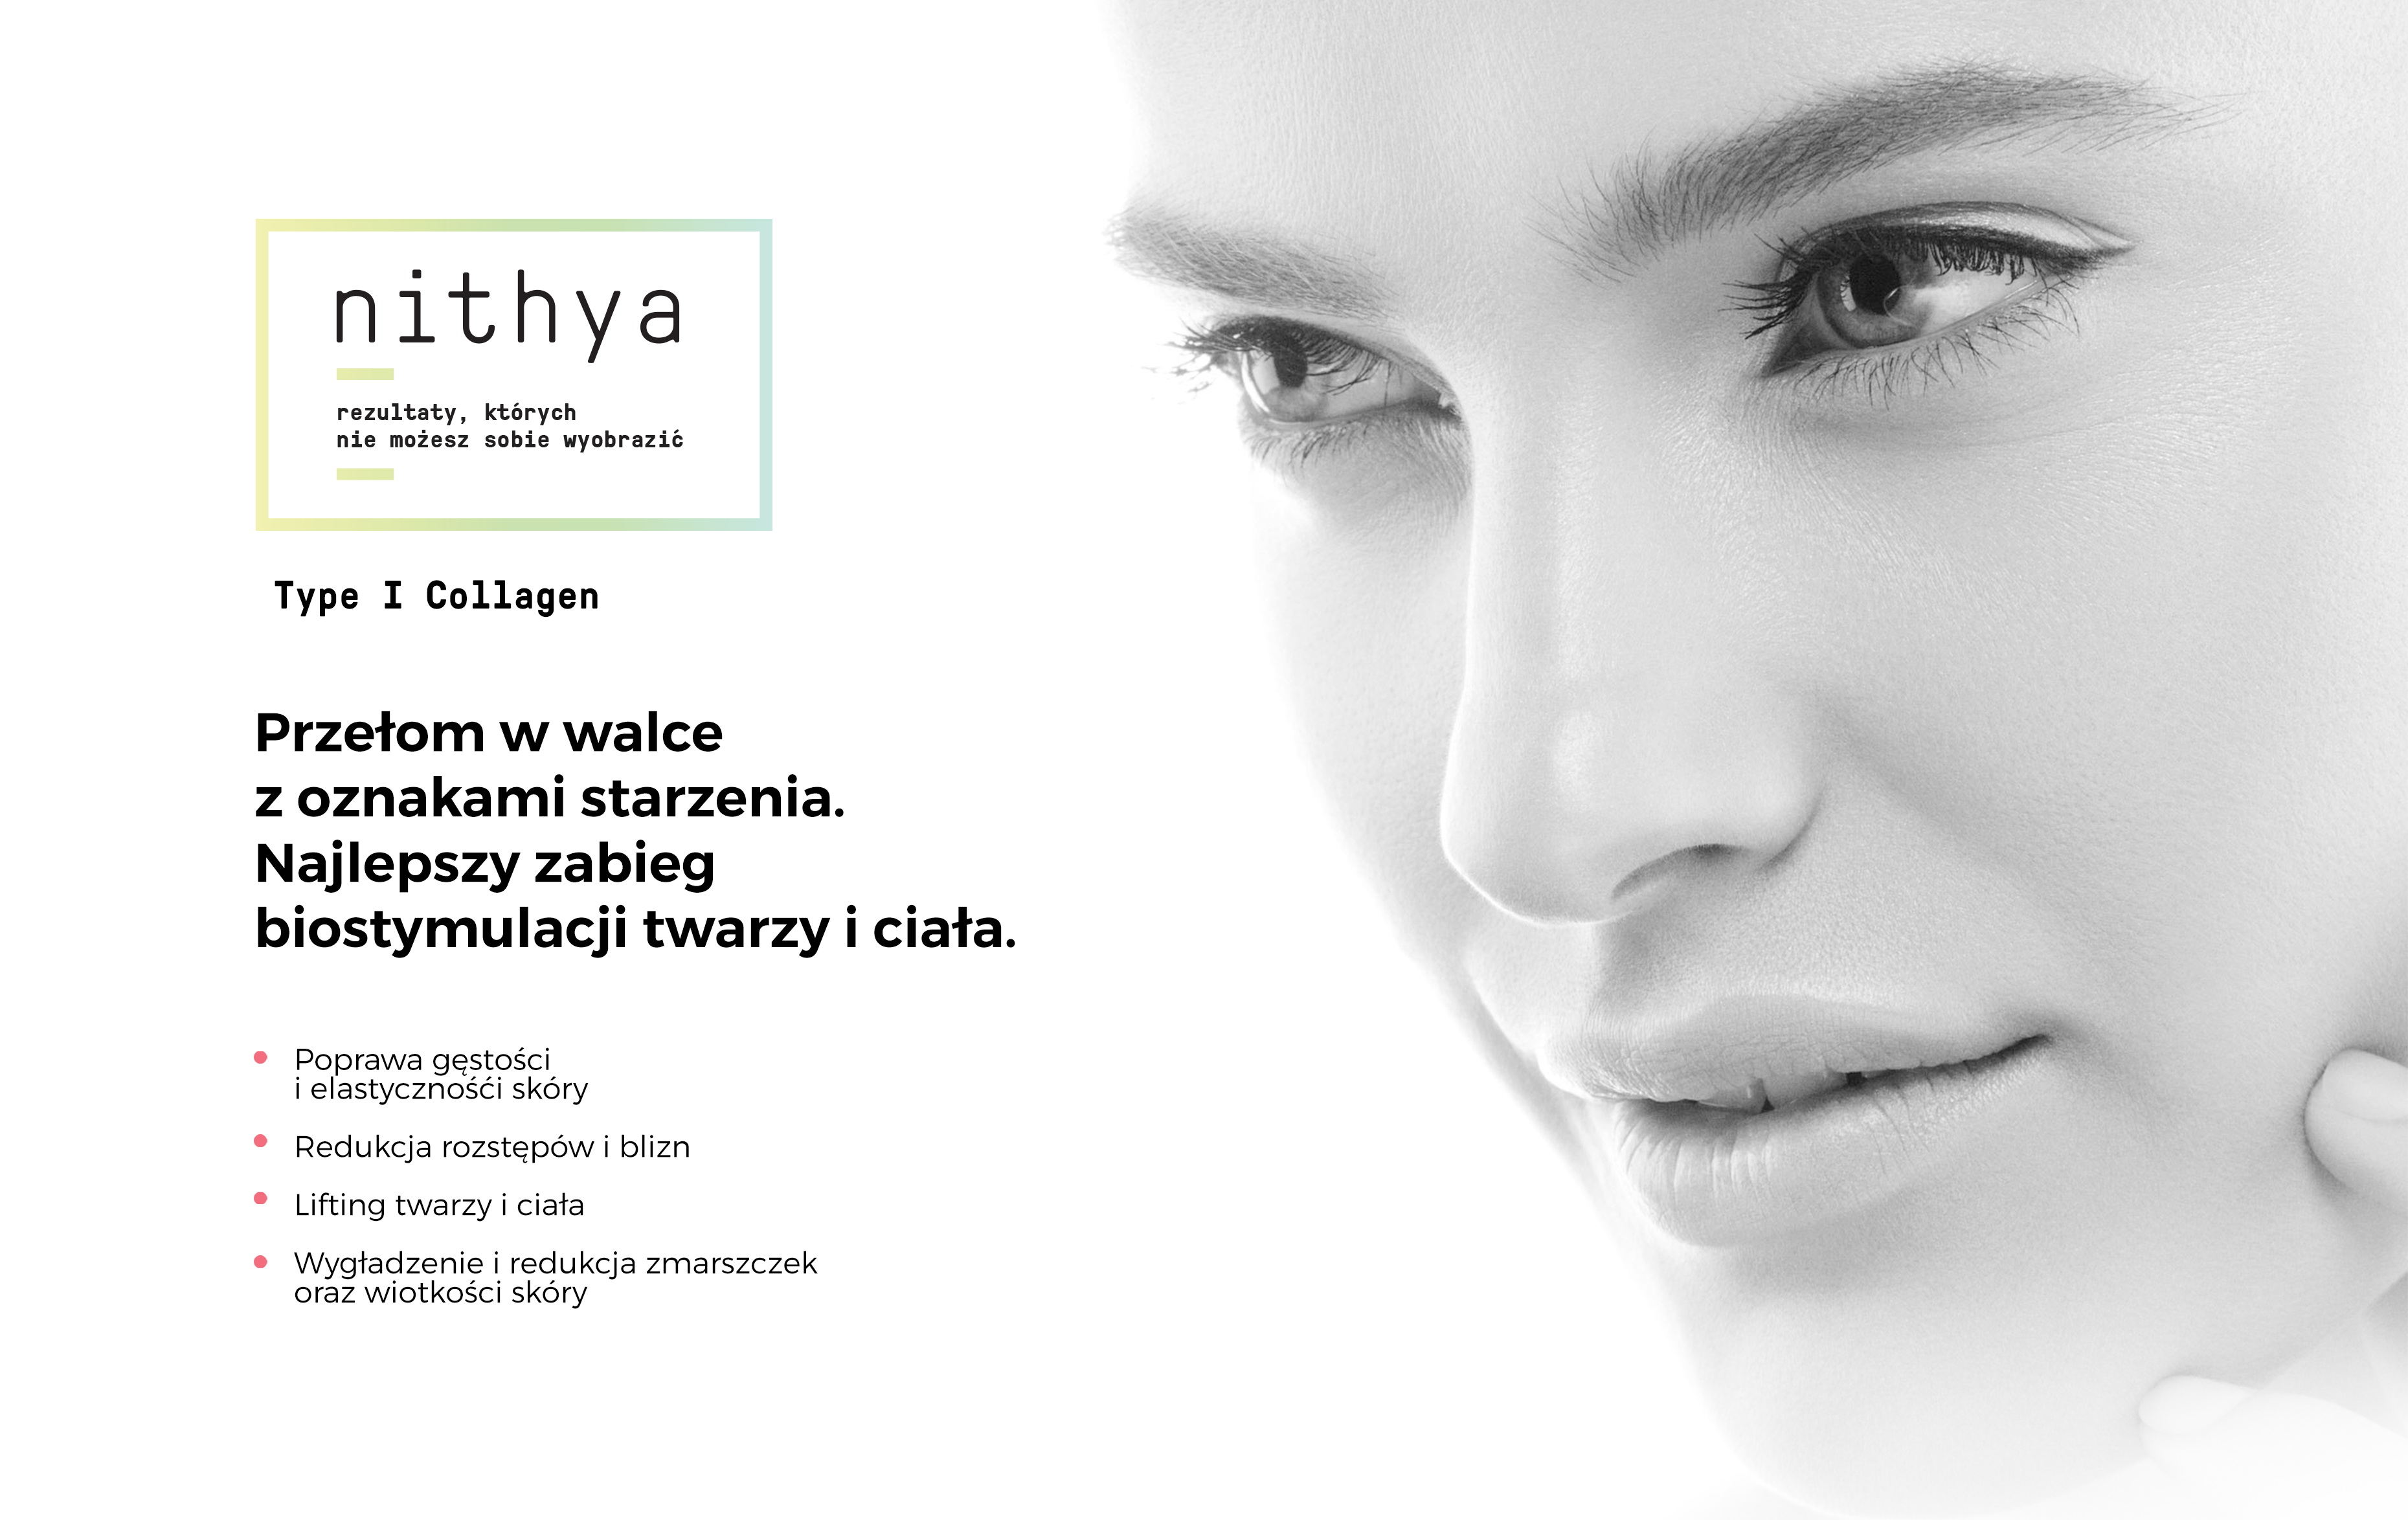 nithya
rezultaty, których
nie możesz sobie wyobrazić
Type I Collagen
Przełom w walce
z oznakami starzenia.
Najlepszy zabieg
biostymulacji twarzy i ciała.
Poprawa gęstości
i elastycznośći skóry
Redukcja rozstępów i blizn
Lifting twarzy i ciała
Wygładzenie i redukcja zmarszczek
oraz wiotkości skóry